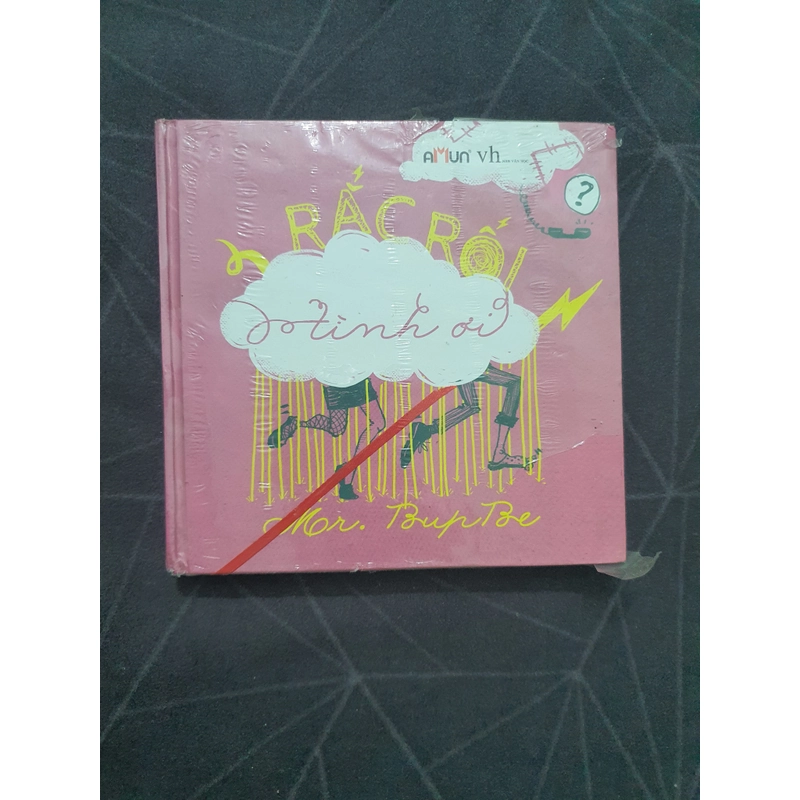 AMUN vh
?
RẮC RỐI
tình ơi
Mr. BupBe